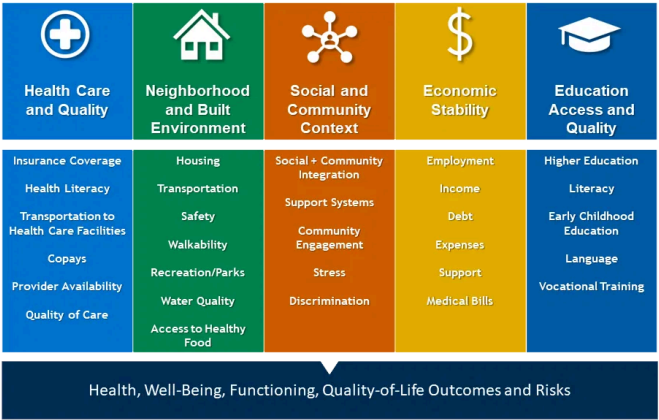 Health Care
and Quality
Neighborhood
and Built
Environment
Social and
Community
Context
Economic
Stability
Education
Access and
Quality
Insurance Coverage
Health Literacy
Transportation to
Health Care Facilities
Copays
Provider Availability
Quality of Care
Housing
Transportation
Safety
Walkability
Recreation/Parks
Water Quality
Access to Healthy
Food
Social + Community
Integration
Support Systems
Community
Engagement
Stress
Discrimination
Employment
Income
Debt
Expenses
Support
Medical Bills
Higher Education
Literacy
Early Childhood
Education
Language
Vocational Training
Health, Well-Being, Functioning, Quality-of-Life Outcomes and Risks